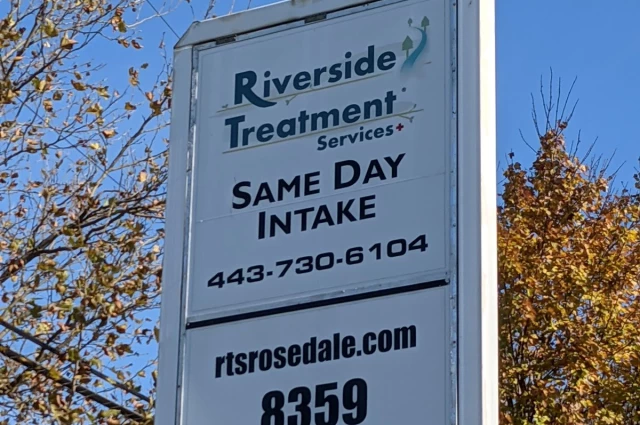 Riverside
Treatment
Services
SAME DAY
INTAKE
443-730-6104
rtsrosedale.com
8359